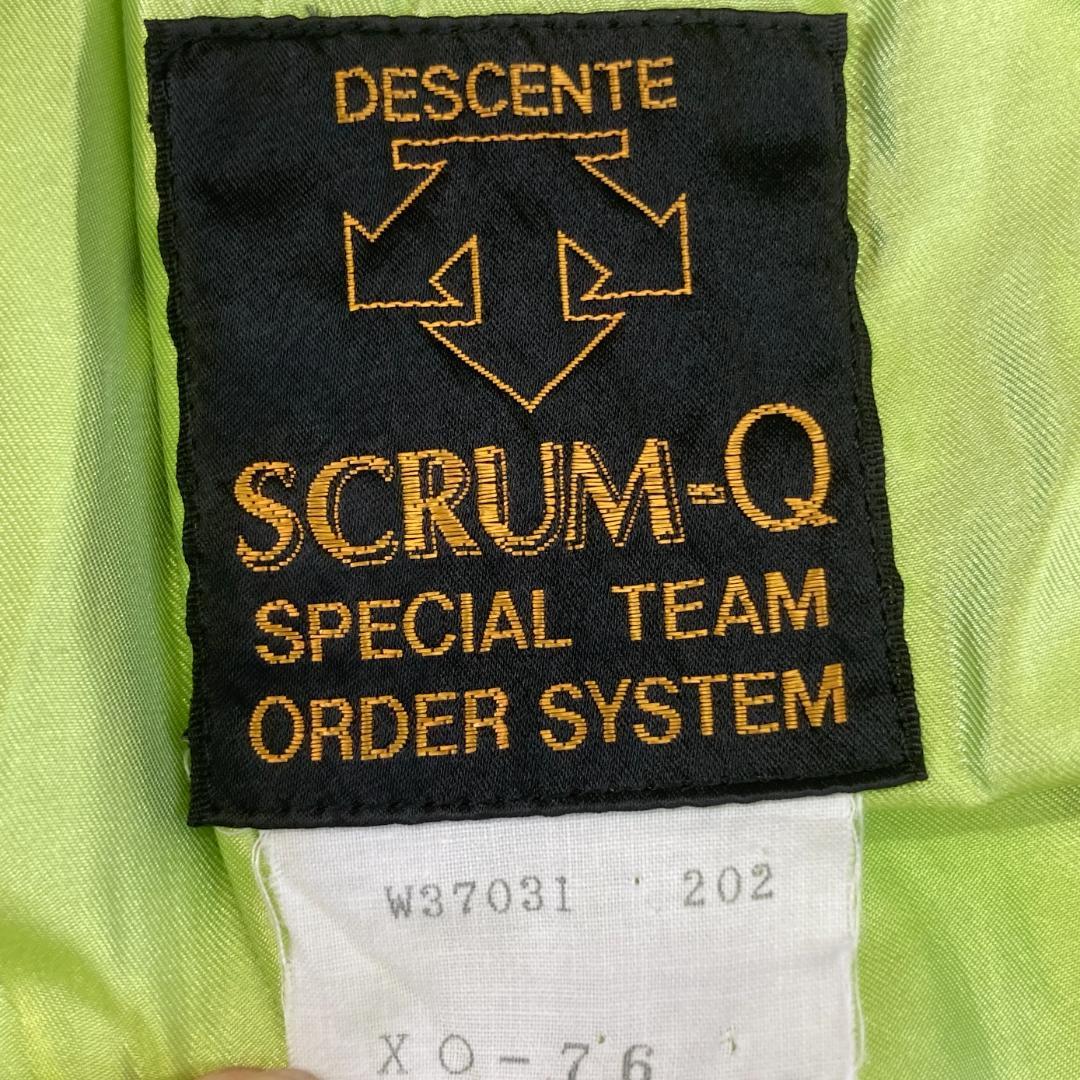 DESCENTE
SCRUM-Q
SPECIAL TEAM
ORDER SYSTEM
W37031 202
XO-76